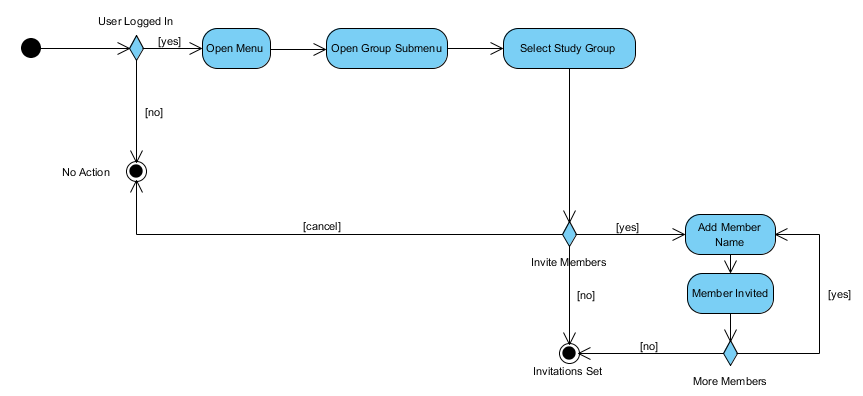 User Logged In
[yes]
Open Menu
Open Group Submenu
Select Study Group
[no]
No Action
[cancel]
[yes]
Add Member
Name
Invite Members
[no]
Member Invited
[yes]
[no]
Invitations Set
More Members